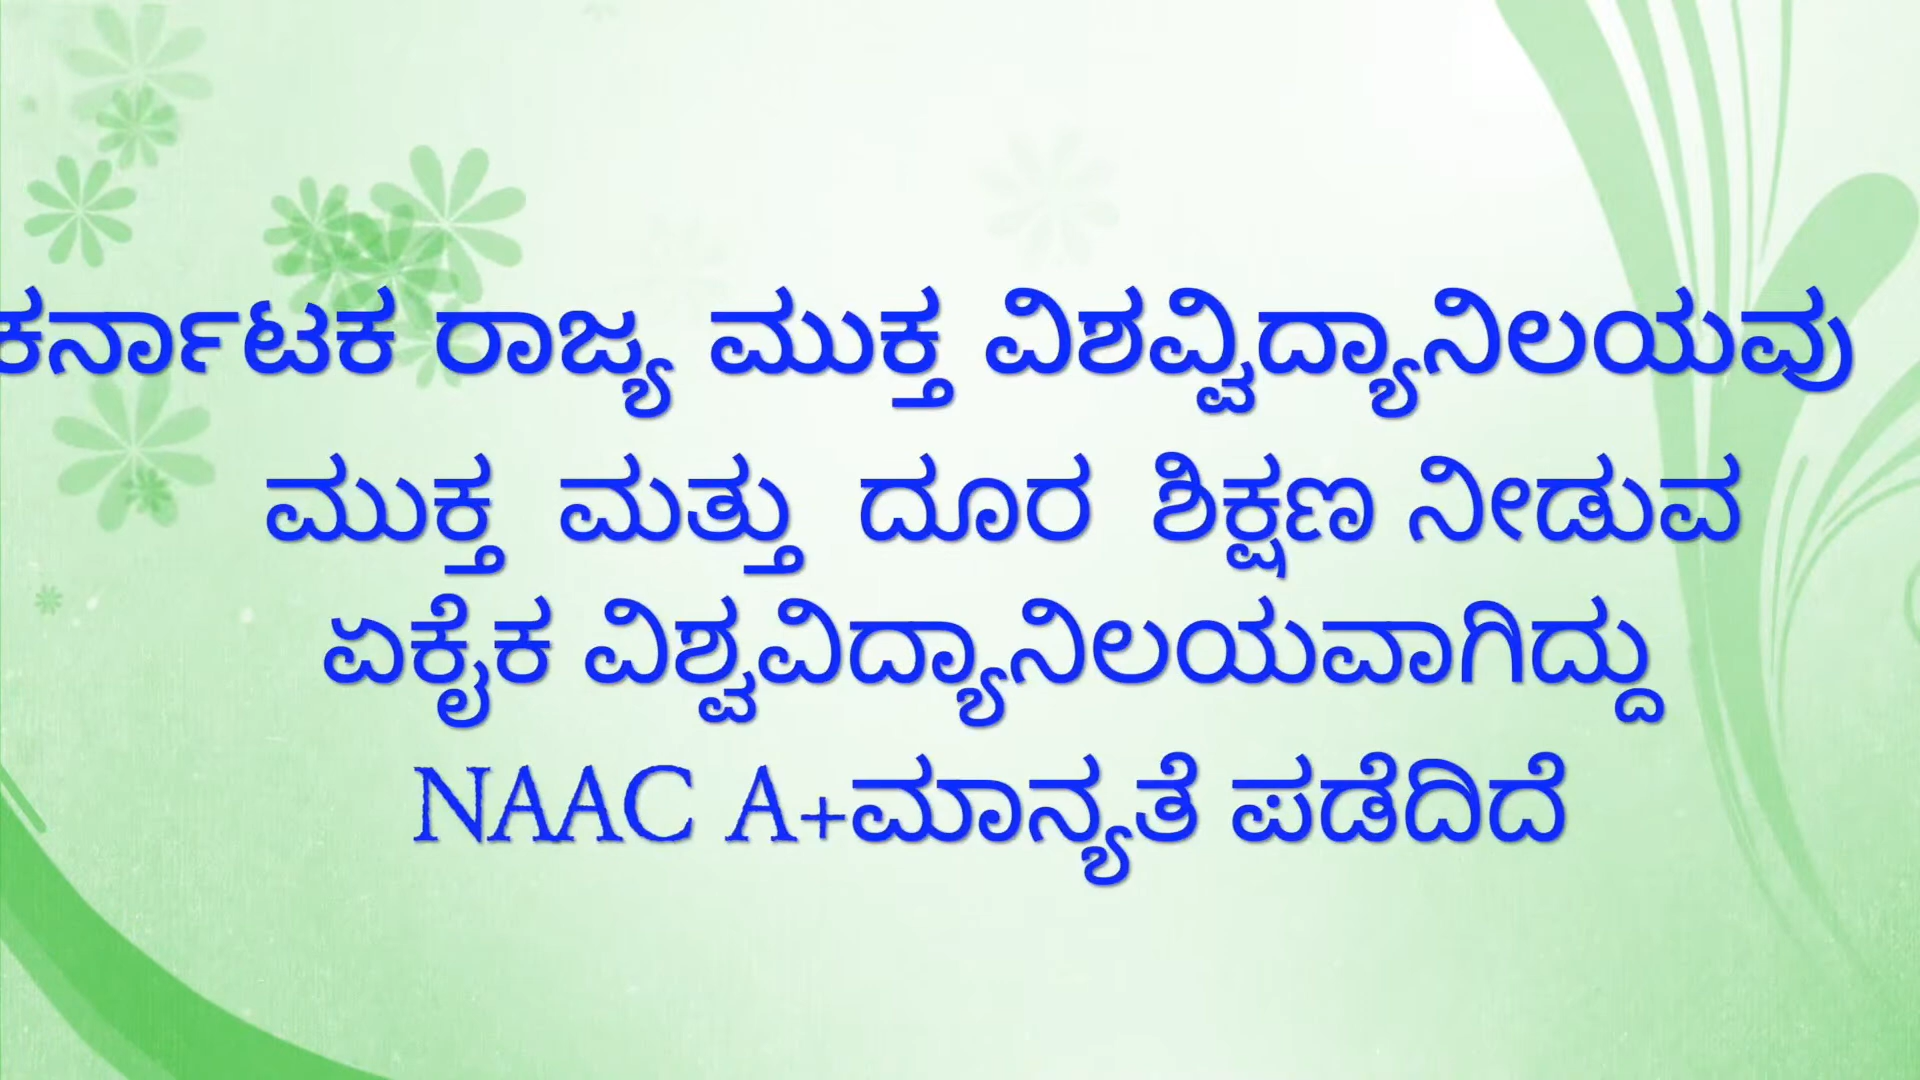 ಕರ್ನಾಟಕ ರಾಜ್ಯ ಮುಕ್ತ ವಿಶವ್ವಿದ್ಯಾನಿಲಯವು
ಮುಕ್ತ ಮತ್ತು ದೂರ ಶಿಕ್ಷಣ ನೀಡುವ
ಏಕೈಕ ವಿಶ್ವವಿದ್ಯಾನಿಲಯವಾಗಿದ್ದು
NAAC A+ಮಾನ್ಯತೆ ಪಡೆದಿದೆ